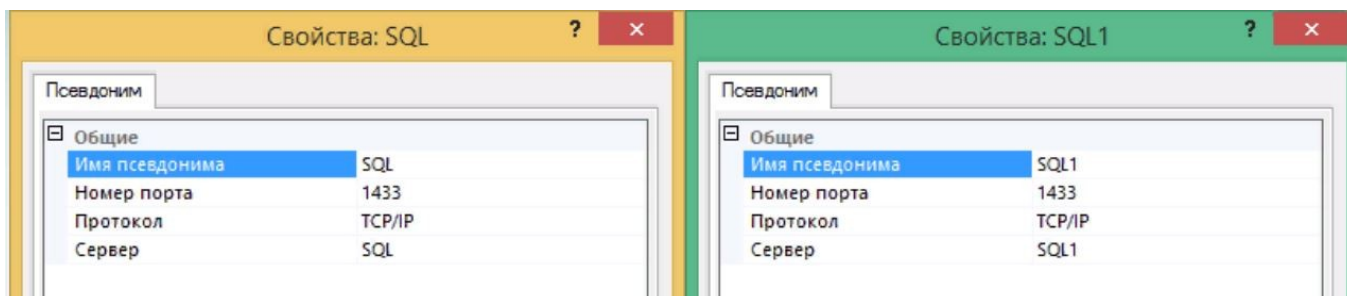 Свойства: SQL
?
×
Псевдоним
Общие
Имя псевдонима SQL
Номер порта 1433
Протокол TCP/IP
Сервер SQL
Свойства: SQL1
?
×
Псевдоним
Общие
Имя псевдонима SQL1
Номер порта 1433
Протокол TCP/IP
Сервер SQL1